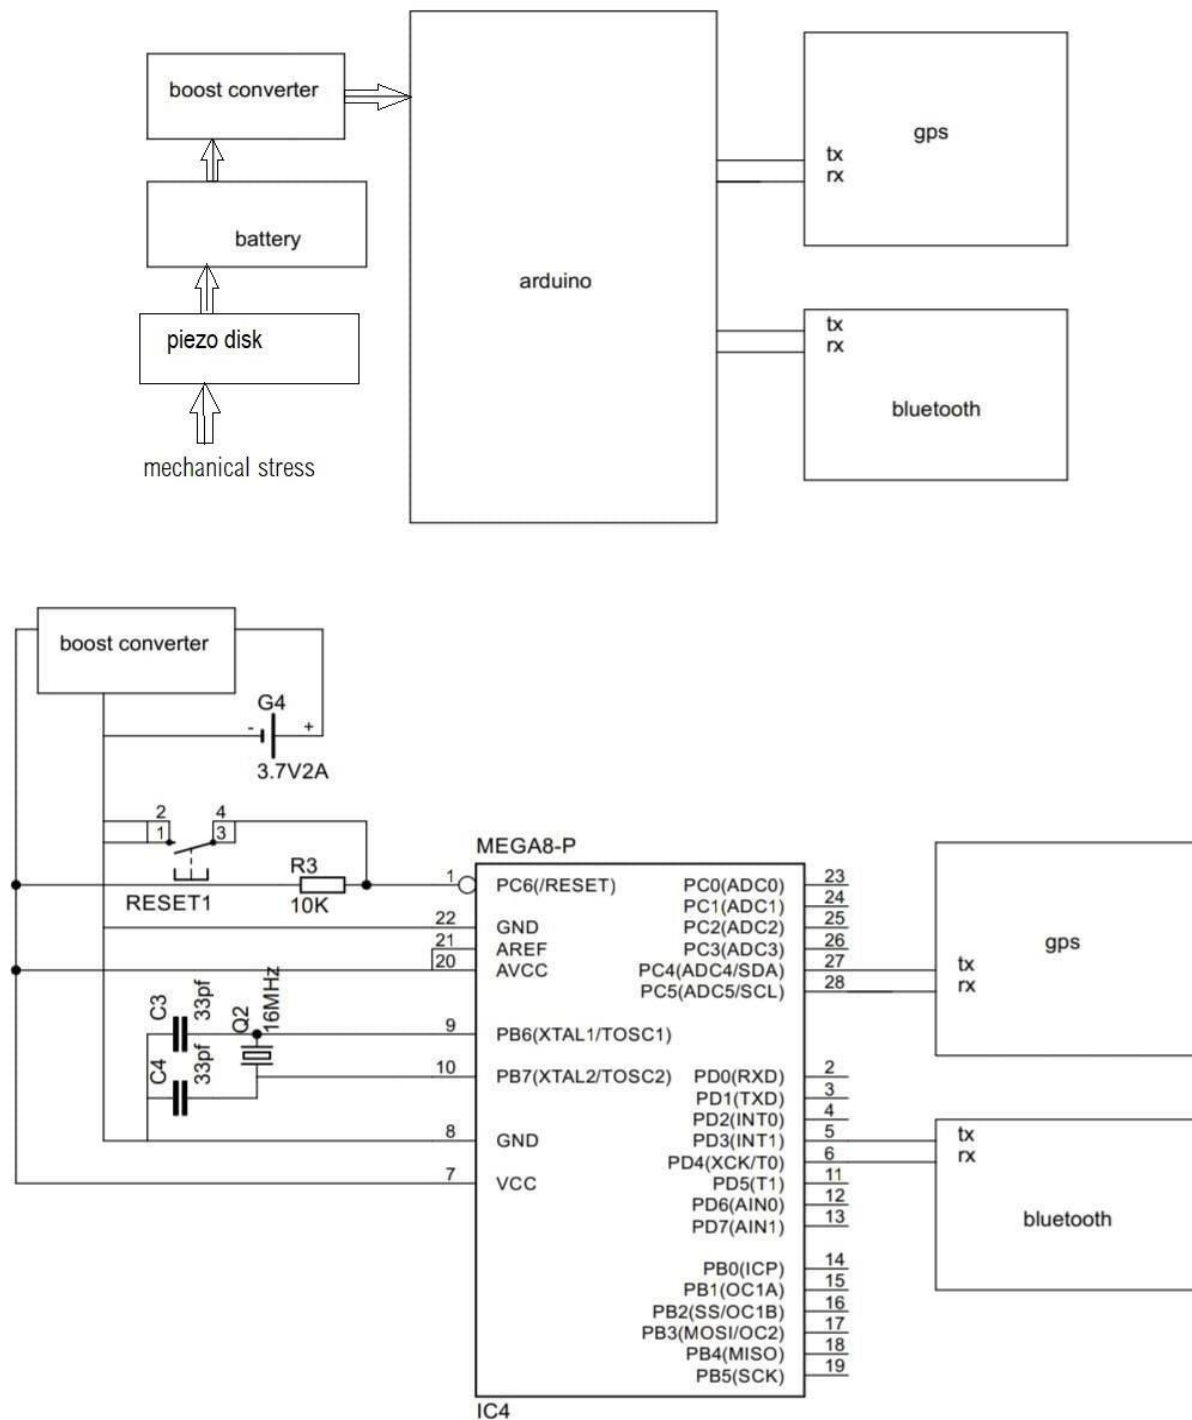 boost converter
battery
piezo disk
mechanical stress
arduino
gps
tx
rx
tx
rx
bluetooth
boost converter
G4
- +
3.7V2A
2 4
1 3
RESET1
R3
10K
C3
33pf
C4
33pf
Q2
16MHz
MEGA8-P
1 PC6(/RESET)
22 GND
21 AREF
20 AVCC
9 PB6(XTAL1/TOSC1)
10 PB7(XTAL2/TOSC2)
8 GND
7 VCC
PC0(ADC0) 23
PC1(ADC1) 24
PC2(ADC2) 25
PC3(ADC3) 26
PC4(ADC4/SDA) 27
PC5(ADC5/SCL) 28
PD0(RXD) 2
PD1(TXD) 3
PD2(INT0) 4
PD3(INT1) 5
PD4(XCK/T0) 6
PD5(T1) 11
PD6(AIN0) 12
PD7(AIN1) 13
PB0(ICP) 14
PB1(OC1A) 15
PB2(SS/OC1B) 16
PB3(MOSI/OC2) 17
PB4(MISO) 18
PB5(SCK) 19
IC4
gps
tx
rx
tx
rx
bluetooth